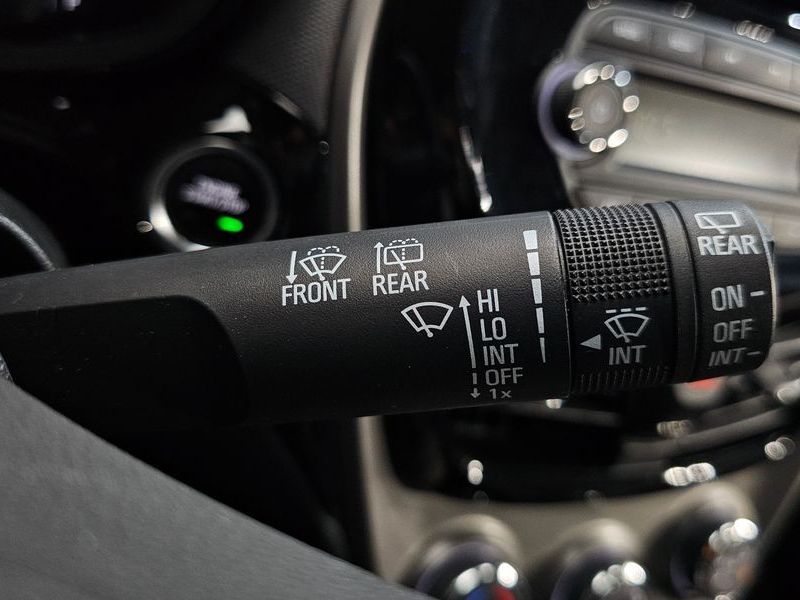 FRONT
REAR
HI
LO
INT
OFF
1x
INT
REAR
ON
OFF
INT